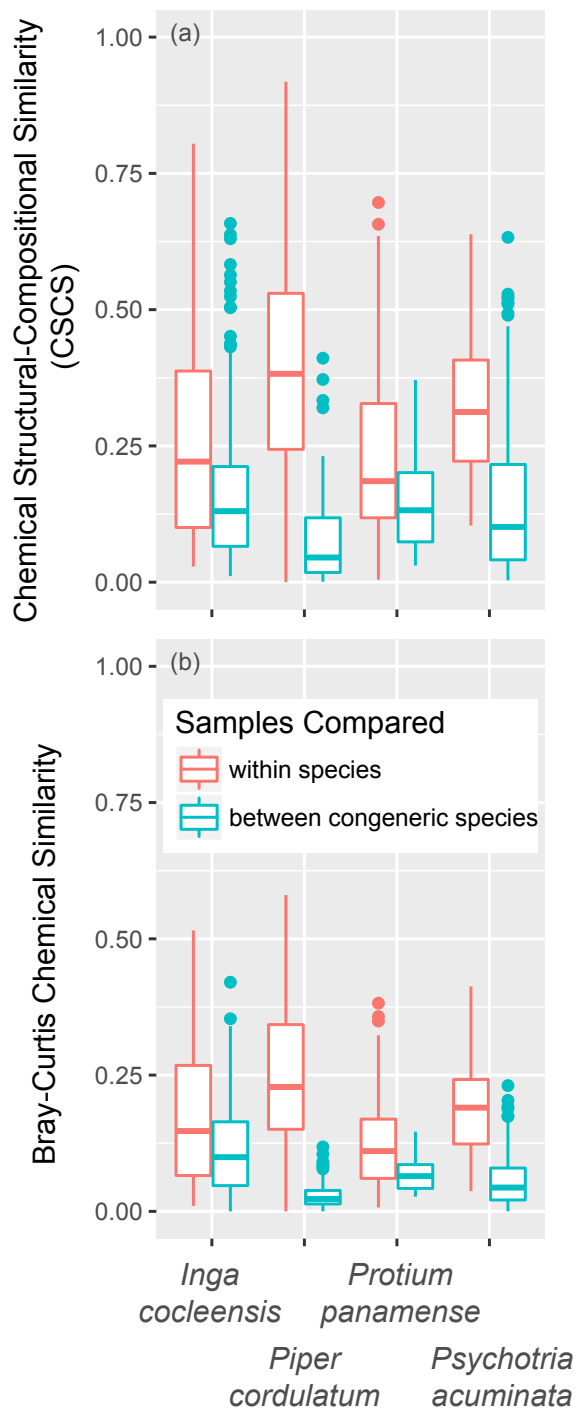 Chemical Structural-Compositional Similarity
(CSCS)
(a)
1.00
0.75
0.50
0.25
0.00
Bray-Curtis Chemical Similarity
(b)
1.00
0.75
0.50
0.25
0.00
Samples Compared
within species
between congeneric species
Inga
cocleensis
Piper
cordulatum
Protium
panamense
Psychotria
acuminata